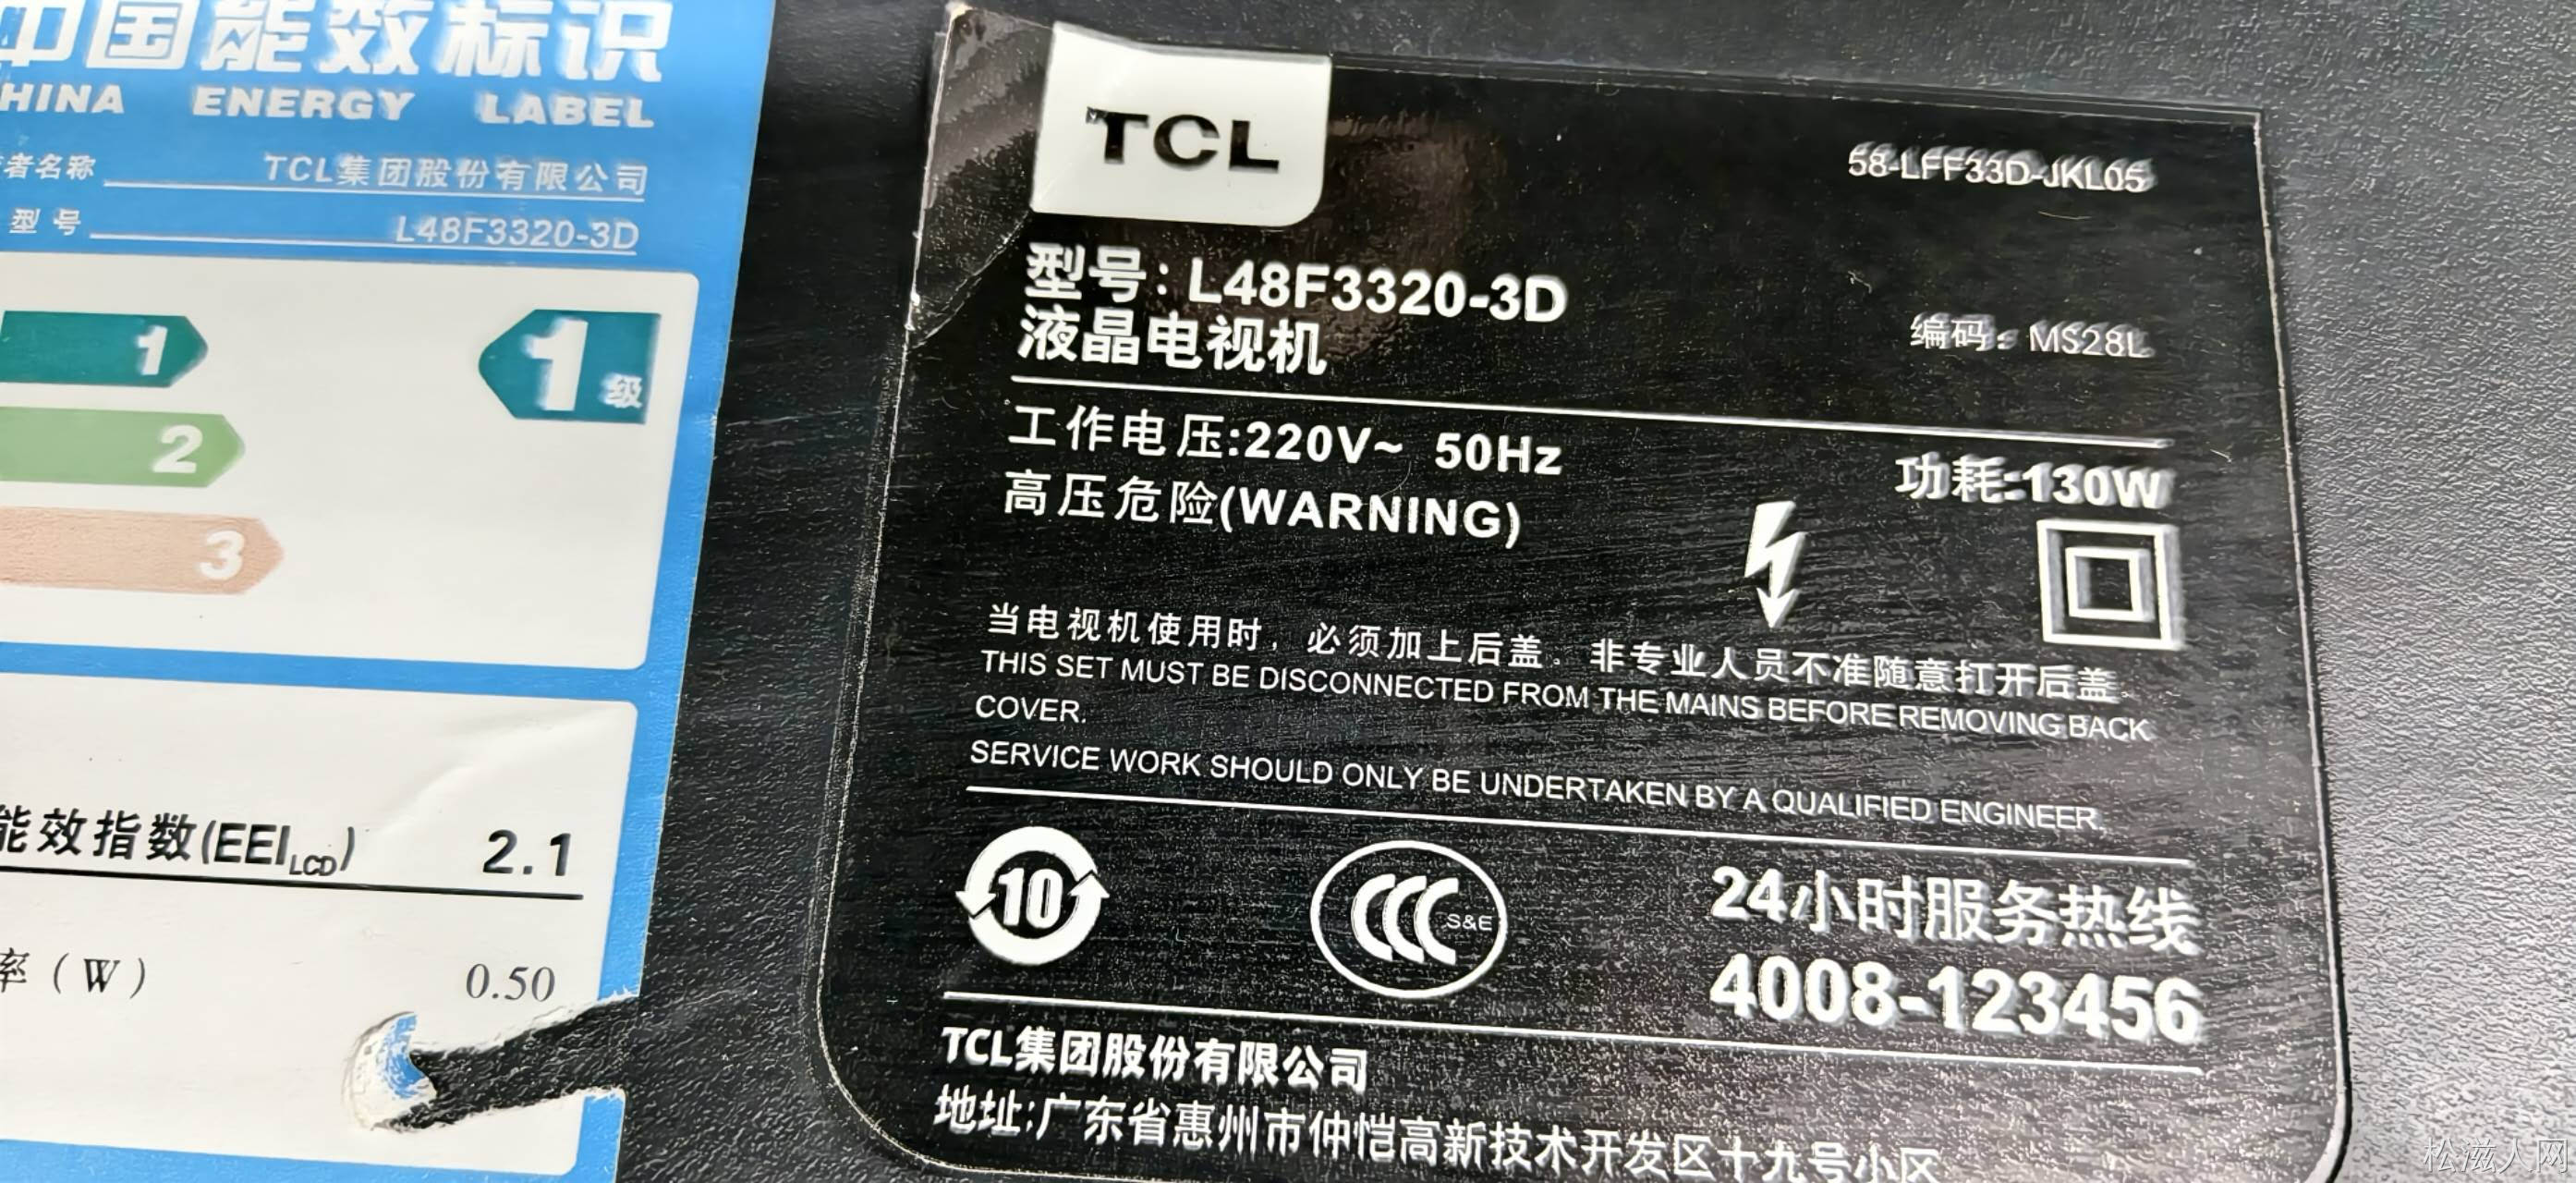 中国能效标识
HINA ENERGY LABEL
者名称 TCL集团股份有限公司
型号 L48F3320-3D
1
1级
2
3
能效指数(EEI LCD) 2.1
率（W） 0.50
TCL
58-LFF33D-JKL05
型号: L48F3320-3D
液晶电视机
编码: MS28L
工作电压:220V~ 50Hz
功耗:130W
高压危险(WARNING)
当电视机使用时，必须加上后盖。非专业人员不准随意打开后盖。
THIS SET MUST BE DISCONNECTED FROM THE MAINS BEFORE REMOVING BACK
COVER.
SERVICE WORK SHOULD ONLY BE UNDERTAKEN BY A QUALIFIED ENGINEER.
10
CCC S&E
24小时服务热线
4008-123456
TCL集团股份有限公司
地址:广东省惠州市仲恺高新技术开发区十九号小区
松滋人网